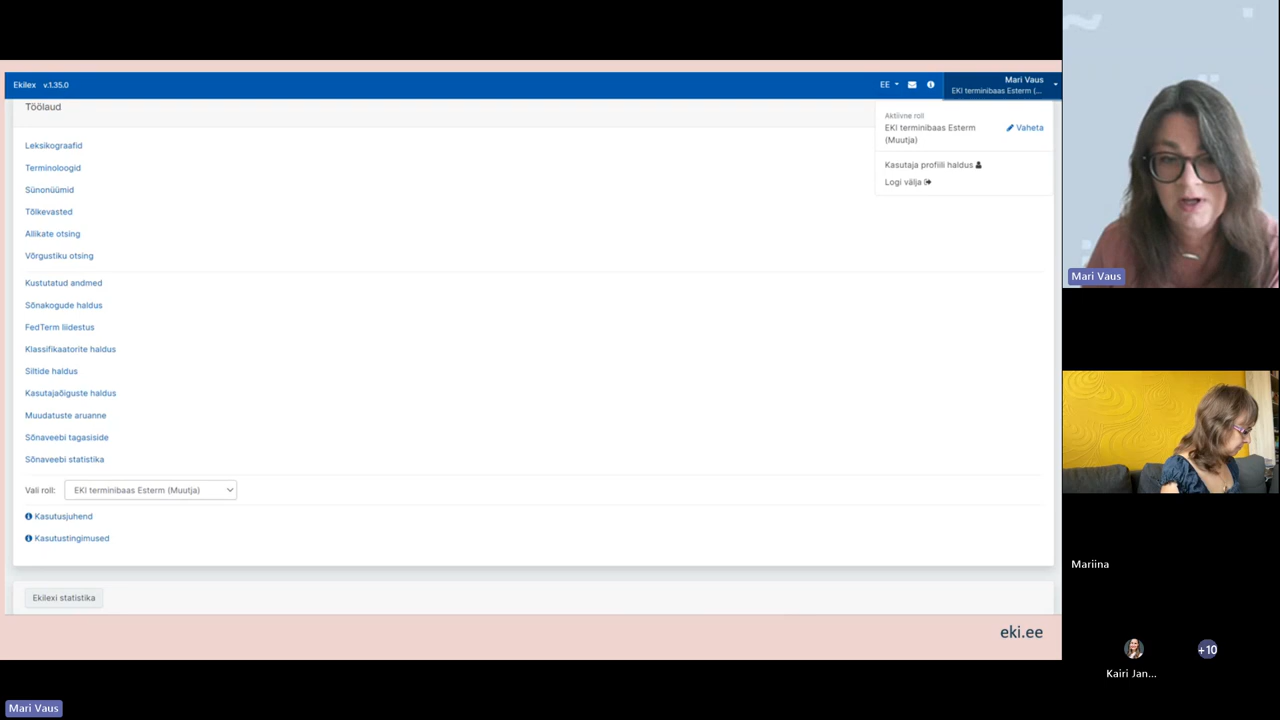 Ekilex v.1.35.0
EE
Mari Vaus
EKI terminibaas Esterm (...
Töölaud
Aktiivne roll
EKI terminibaas Esterm
(Muutja)
Vaheta
Kasutaja profiili haldus
Logi välja
Leksikograafid
Terminoloogid
Sünonüümid
Tõlkevasted
Allikate otsing
Võrgustiku otsing
Kustutatud andmed
Sõnakogude haldus
FedTerm liidestus
Klassifikaatorite haldus
Siltide haldus
Kasutajaõiguste haldus
Muudatuste aruanne
Sõnaveebi tagasiside
Sõnaveebi statistika
Vali roll: EKI terminibaas Esterm (Muutja)
Kasutusjuhend
Kasutustingimused
Ekilexi statistika
eki.ee
Mari Vaus
Mariina
Kairi Jan...
+10
Mari Vaus